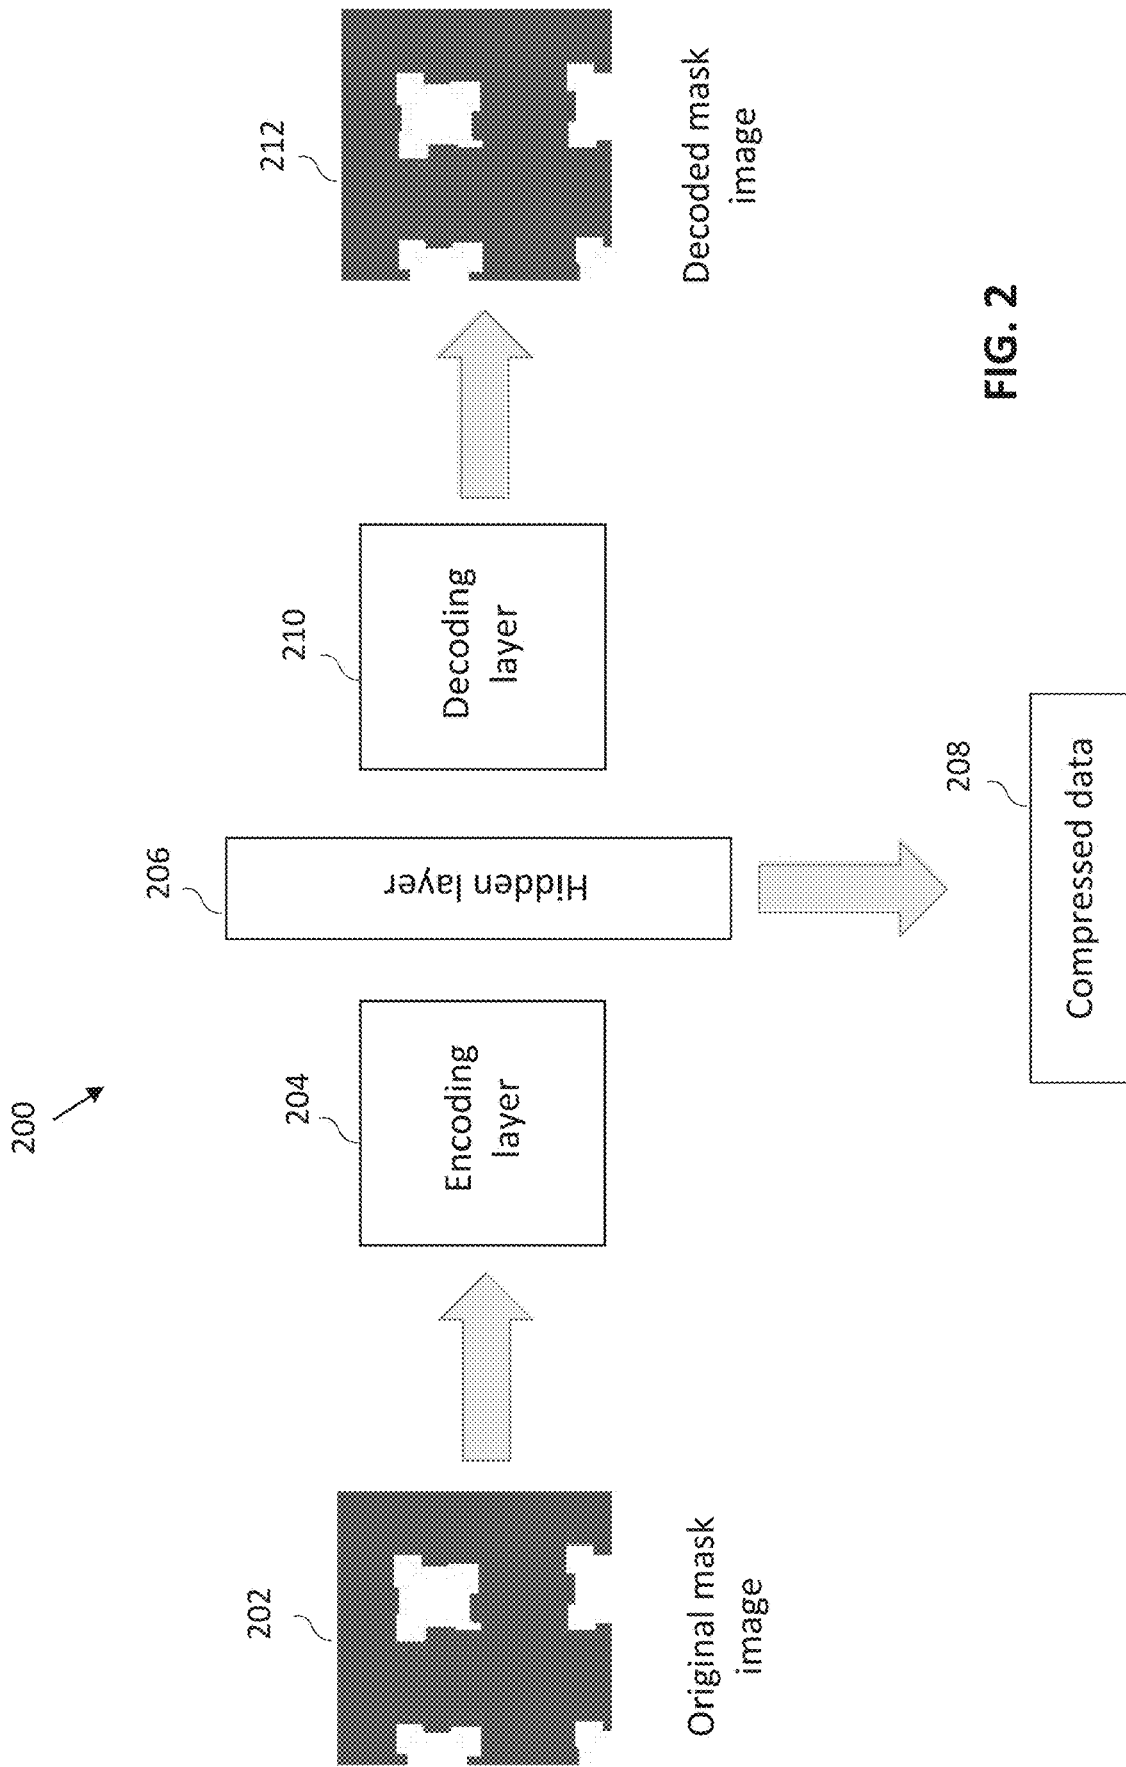 200
202
Original mask
image
204
Encoding
layer
206
Hidden layer
208
Compressed data
210
Decoding
layer
212
Decoded mask
image
FIG. 2